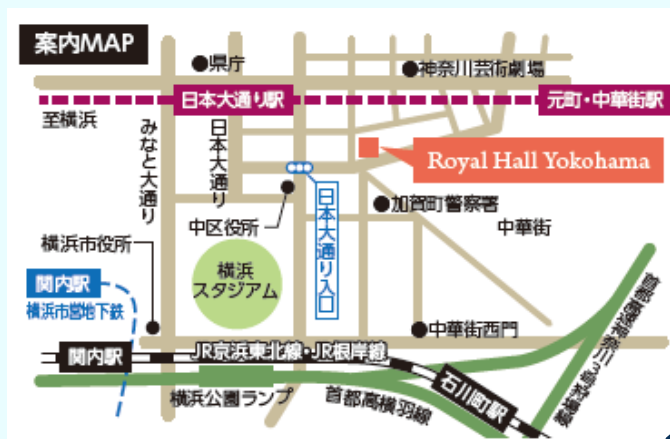 案内MAP
県庁
神奈川芸術劇場
日本大通り駅
元町・中華街駅
至横浜
みなと大通り
日本大通り
Royal Hall Yokohama
加賀町警察署
中区役所
日本大通り入口
中華街
横浜市役所
横浜
スタジアム
関内駅
横浜市営地下鉄
中華街西門
関内駅
JR京浜東北線・JR根岸線
石川町駅
横浜公園ランプ
首都高横羽線
首都高神奈川3号狩場線